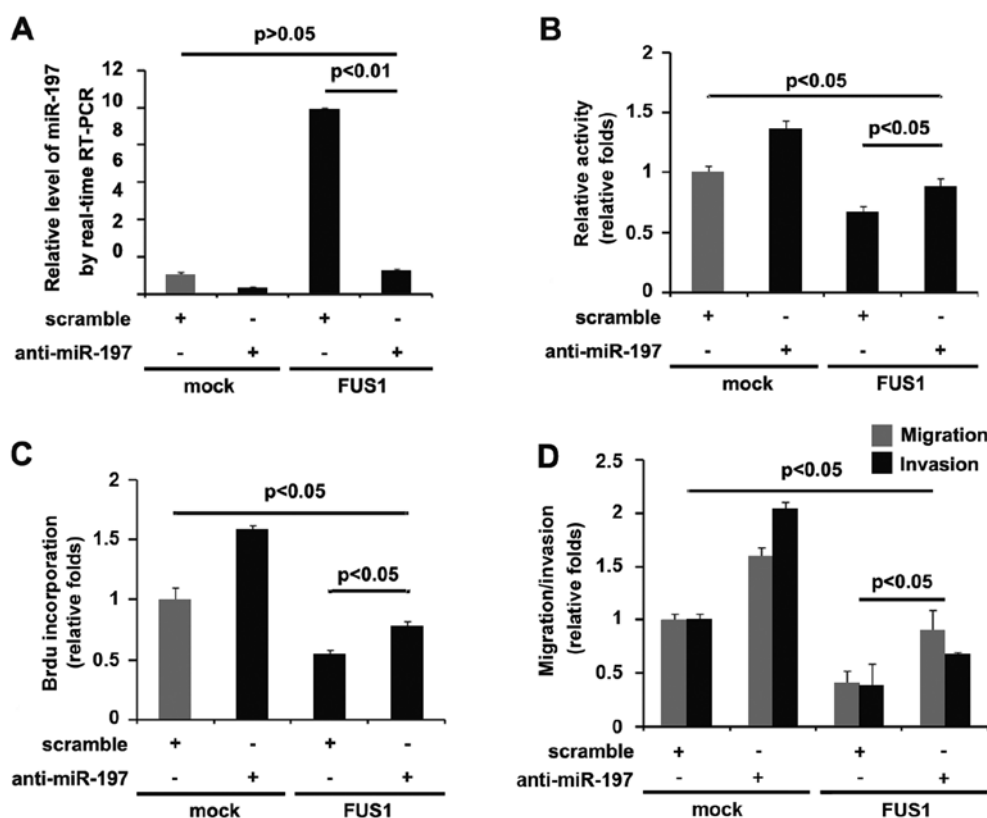 A
p>0.05
p<0.01
Relative level of miR-197
by real-time RT-PCR
12
10
10
12
10
0
scramble + - + -
anti-miR-197 - + - +
mock FUS1
B
p<0.05
p<0.05
Relative activity
(relative folds)
2
1.5
1
0.5
0
scramble + - + -
anti-miR-197 - + - +
mock FUS1
C
p<0.05
p<0.05
Brdu incorporation
(relative folds)
2
1.5
1
0.5
0
scramble + - + -
anti-miR-197 - + - +
mock FUS1
D
Migration
Invasion
p<0.05
p<0.05
Migration/invasion
(relative folds)
2.5
2
1.5
1
0.5
0
scramble + - + -
anti-miR-197 - + - +
mock FUS1